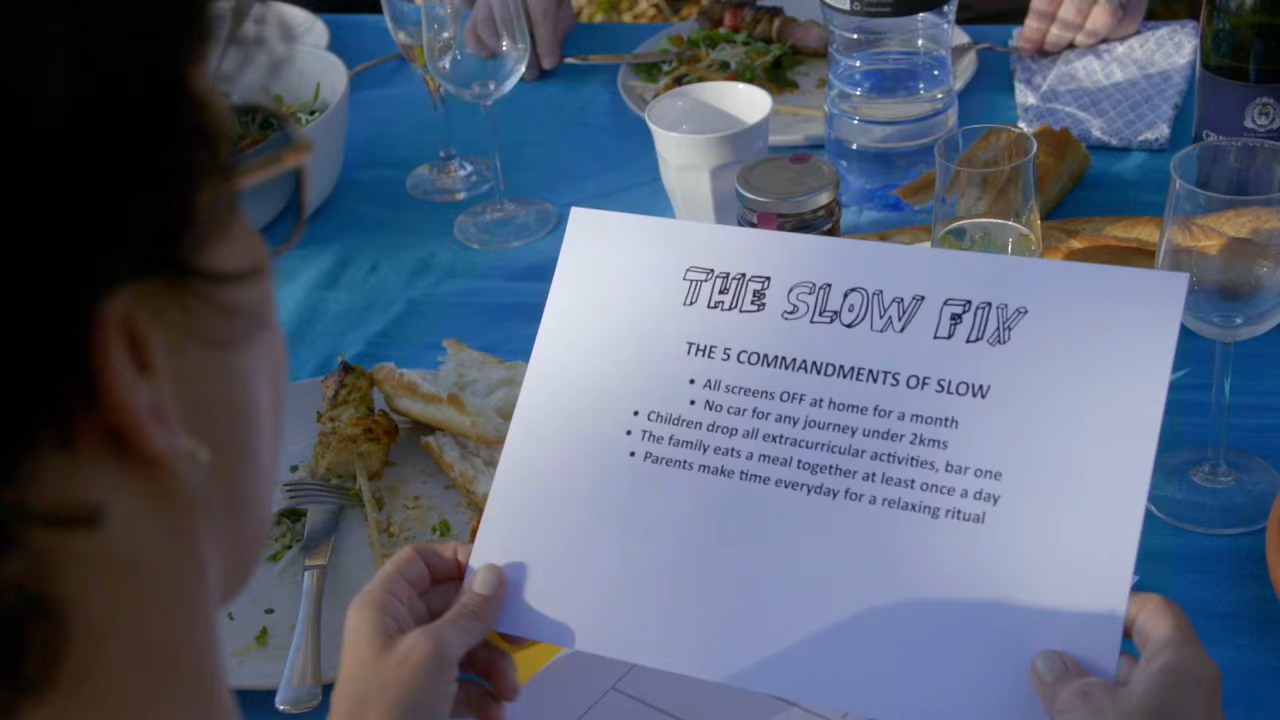 THE SLOW FIX
THE 5 COMMANDMENTS OF SLOW
• All screens OFF at home for a month
• No car for any journey under 2kms
• Children drop all extracurricular activities, bar one
• The family eats a meal together at least once a day
• Parents make time everyday for a relaxing ritual